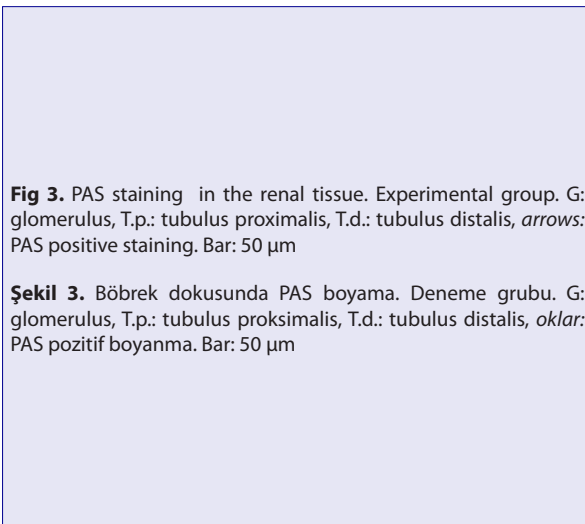 Fig 3. PAS staining in the renal tissue. Experimental group. G:
glomerulus, T.p.: tubulus proximalis, T.d.: tubulus distalis, arrows:
PAS positive staining. Bar: 50 µm
Şekil 3. Böbrek dokusunda PAS boyama. Deneme grubu. G:
glomerulus, T.p.: tubulus proksimalis, T.d.: tubulus distalis, oklar:
PAS pozitif boyanma. Bar: 50 µm